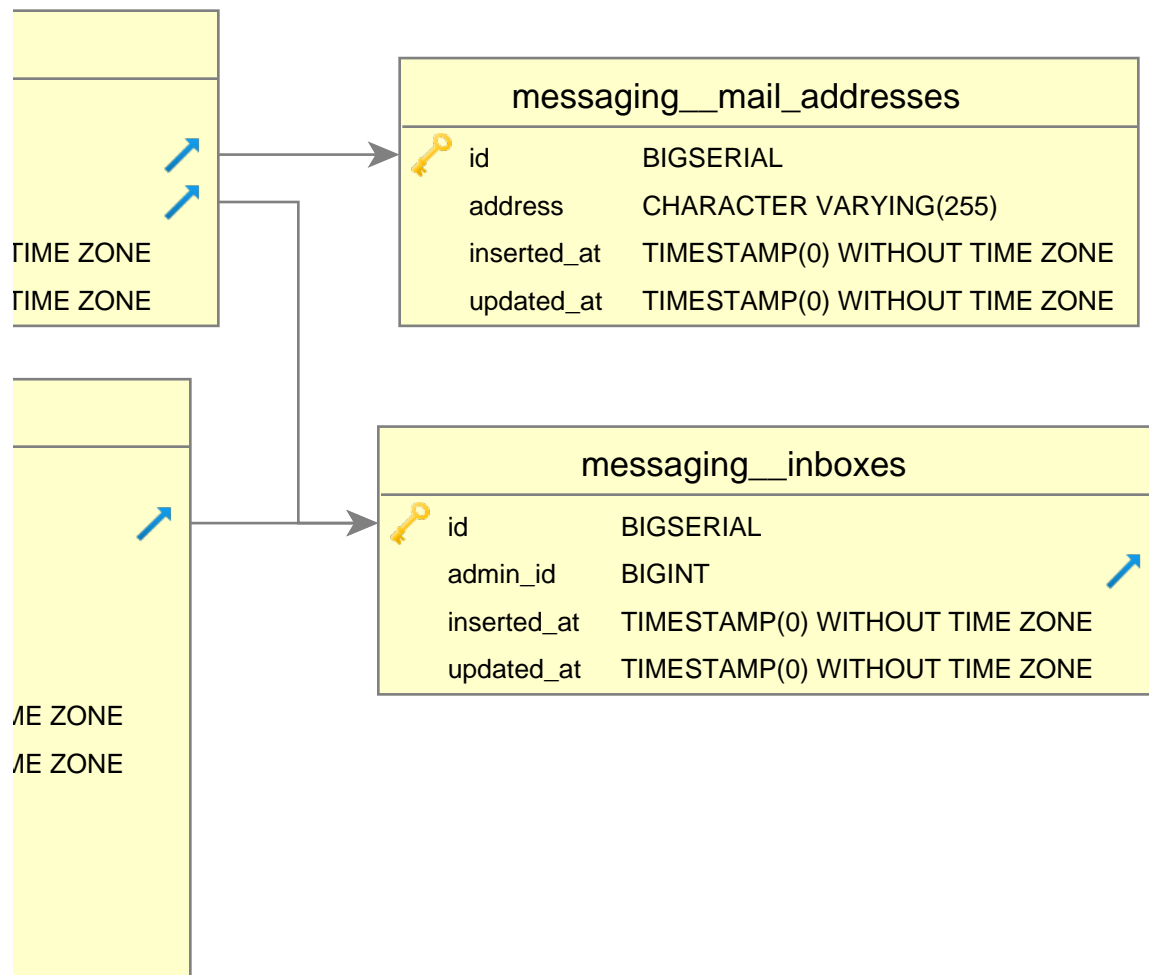 messaging__mail_addresses
id BIGSERIAL
address CHARACTER VARYING(255)
inserted_at TIMESTAMP(0) WITHOUT TIME ZONE
updated_at TIMESTAMP(0) WITHOUT TIME ZONE
TIME ZONE
TIME ZONE
messaging__inboxes
id BIGSERIAL
admin_id BIGINT
inserted_at TIMESTAMP(0) WITHOUT TIME ZONE
updated_at TIMESTAMP(0) WITHOUT TIME ZONE
ME ZONE
ME ZONE